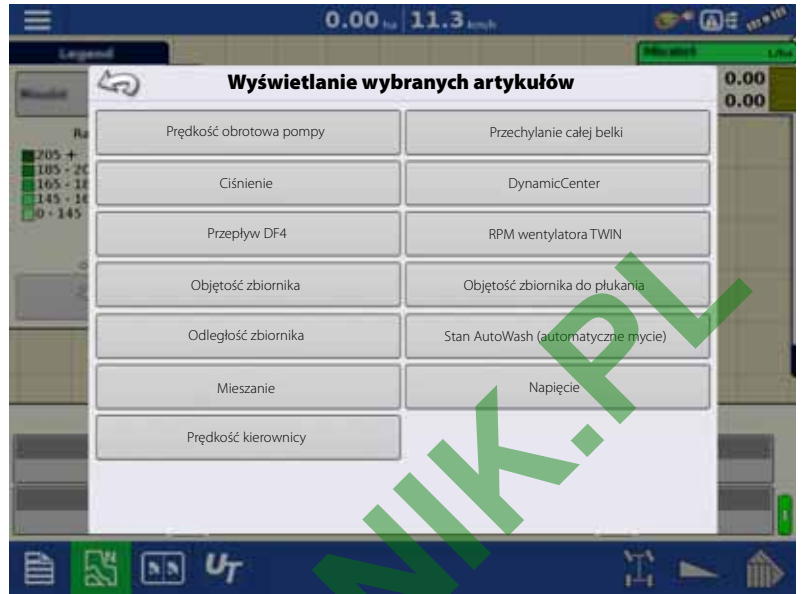 0.00 ha 11.3 km/h
Legend
L/ha
Wyświetlanie wybranych artykułów
0.00
0.00
Prędkość obrotowa pompy
Przechylanie całej belki
Ciśnienie
DynamicCenter
Przepływ DF4
RPM wentylatora TWIN
Objętość zbiornika
Objętość zbiornika do płukania
Odległość zbiornika
Stan AutoWash (automatyczne mycie)
Mieszanie
Napięcie
Prędkość kierownicy
205 +
0 - 145
UT
NIK.PL